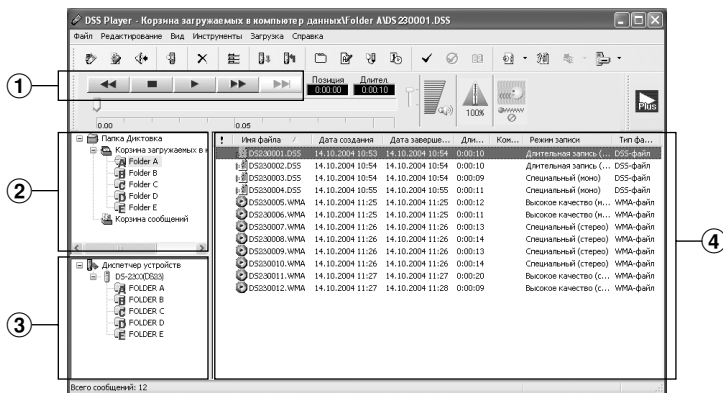 DSS Player - Корзина загружаемых в компьютер данных\Folder A\DS230001.DSS
Файл Редактирование Вид Инструменты Загрузка Справка
1
Позиция Длител.
0:00:00 0:00:10
100%
Plus
0.00 0.05
2
Папка Диктовка
Корзина загружаемых в к
Folder A
Folder B
Folder C
Folder D
Folder E
Корзина сообщений
3
Диспетчер устройств
DS-2300(DS23)
FOLDER A
FOLDER B
FOLDER C
FOLDER D
FOLDER E
! Имя файла / Дата создания Дата заверше... Дли... Ком... Режим записи Тип фа...
DS230001.DSS 14.10.2004 10:53 14.10.2004 10:54 0:00:10 Длительная запись (... DSS-файл
DS230002.DSS 14.10.2004 10:54 14.10.2004 10:54 0:00:10 Длительная запись (... DSS-файл
DS230003.DSS 14.10.2004 10:54 14.10.2004 10:54 0:00:09 Специальный (моно) DSS-файл
DS230004.DSS 14.10.2004 10:55 14.10.2004 10:55 0:00:11 Специальный (моно) DSS-файл
DS230005.WMA 14.10.2004 11:25 14.10.2004 11:25 0:00:12 Высокое качество (м... WMA-файл
DS230006.WMA 14.10.2004 11:25 14.10.2004 11:25 0:00:11 Высокое качество (м... WMA-файл
DS230007.WMA 14.10.2004 11:26 14.10.2004 11:26 0:00:13 Специальный (стерео) WMA-файл
DS230008.WMA 14.10.2004 11:26 14.10.2004 11:26 0:00:14 Специальный (стерео) WMA-файл
DS230009.WMA 14.10.2004 11:26 14.10.2004 11:26 0:00:13 Специальный (стерео) WMA-файл
DS230010.WMA 14.10.2004 11:26 14.10.2004 11:26 0:00:14 Специальный (стерео) WMA-файл
DS230011.WMA 14.10.2004 11:27 14.10.2004 11:27 0:00:20 Высокое качество (с... WMA-файл
DS230012.WMA 14.10.2004 11:27 14.10.2004 11:28 0:00:09 Высокое качество (с... WMA-файл
4
Всего сообщений: 12